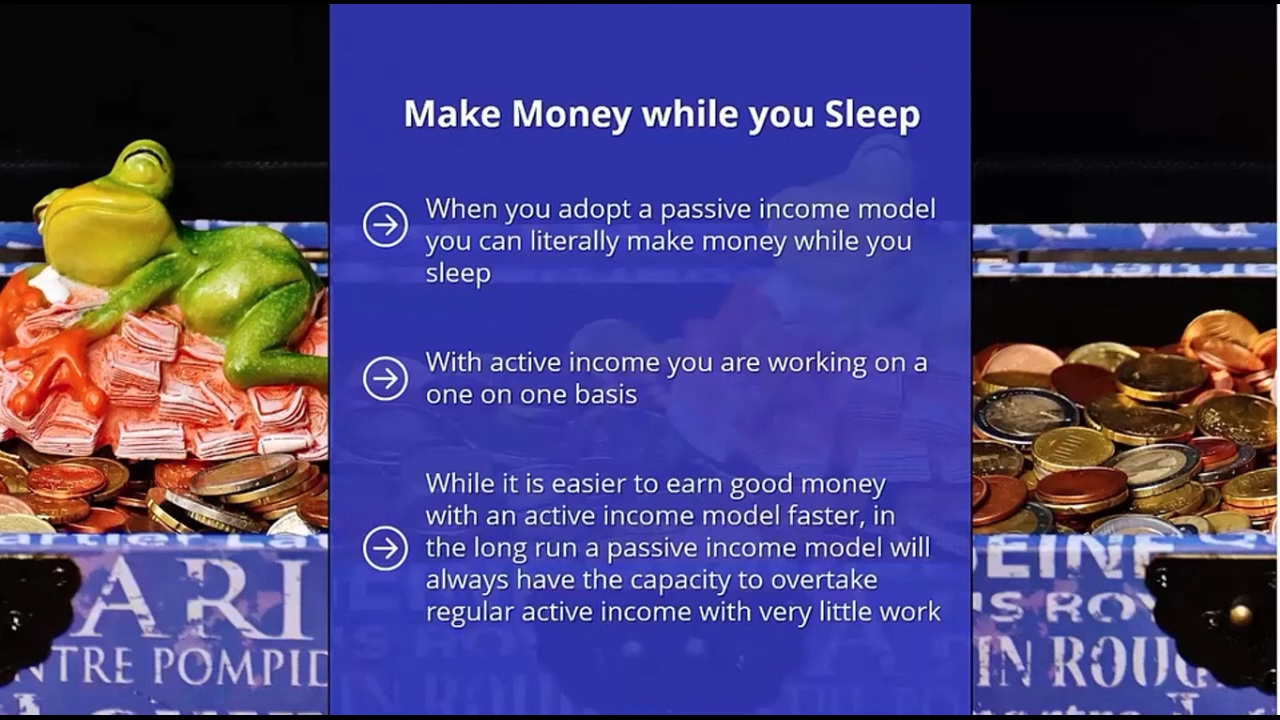 Make Money while you Sleep
When you adopt a passive income model
you can literally make money while you
sleep
With active income you are working on a
one on one basis
While it is easier to earn good money
with an active income model faster, in
the long run a passive income model will
always have the capacity to overtake
regular active income with very little work
ARI
NTRE POMPID
EINE
S ROY
IN ROUG